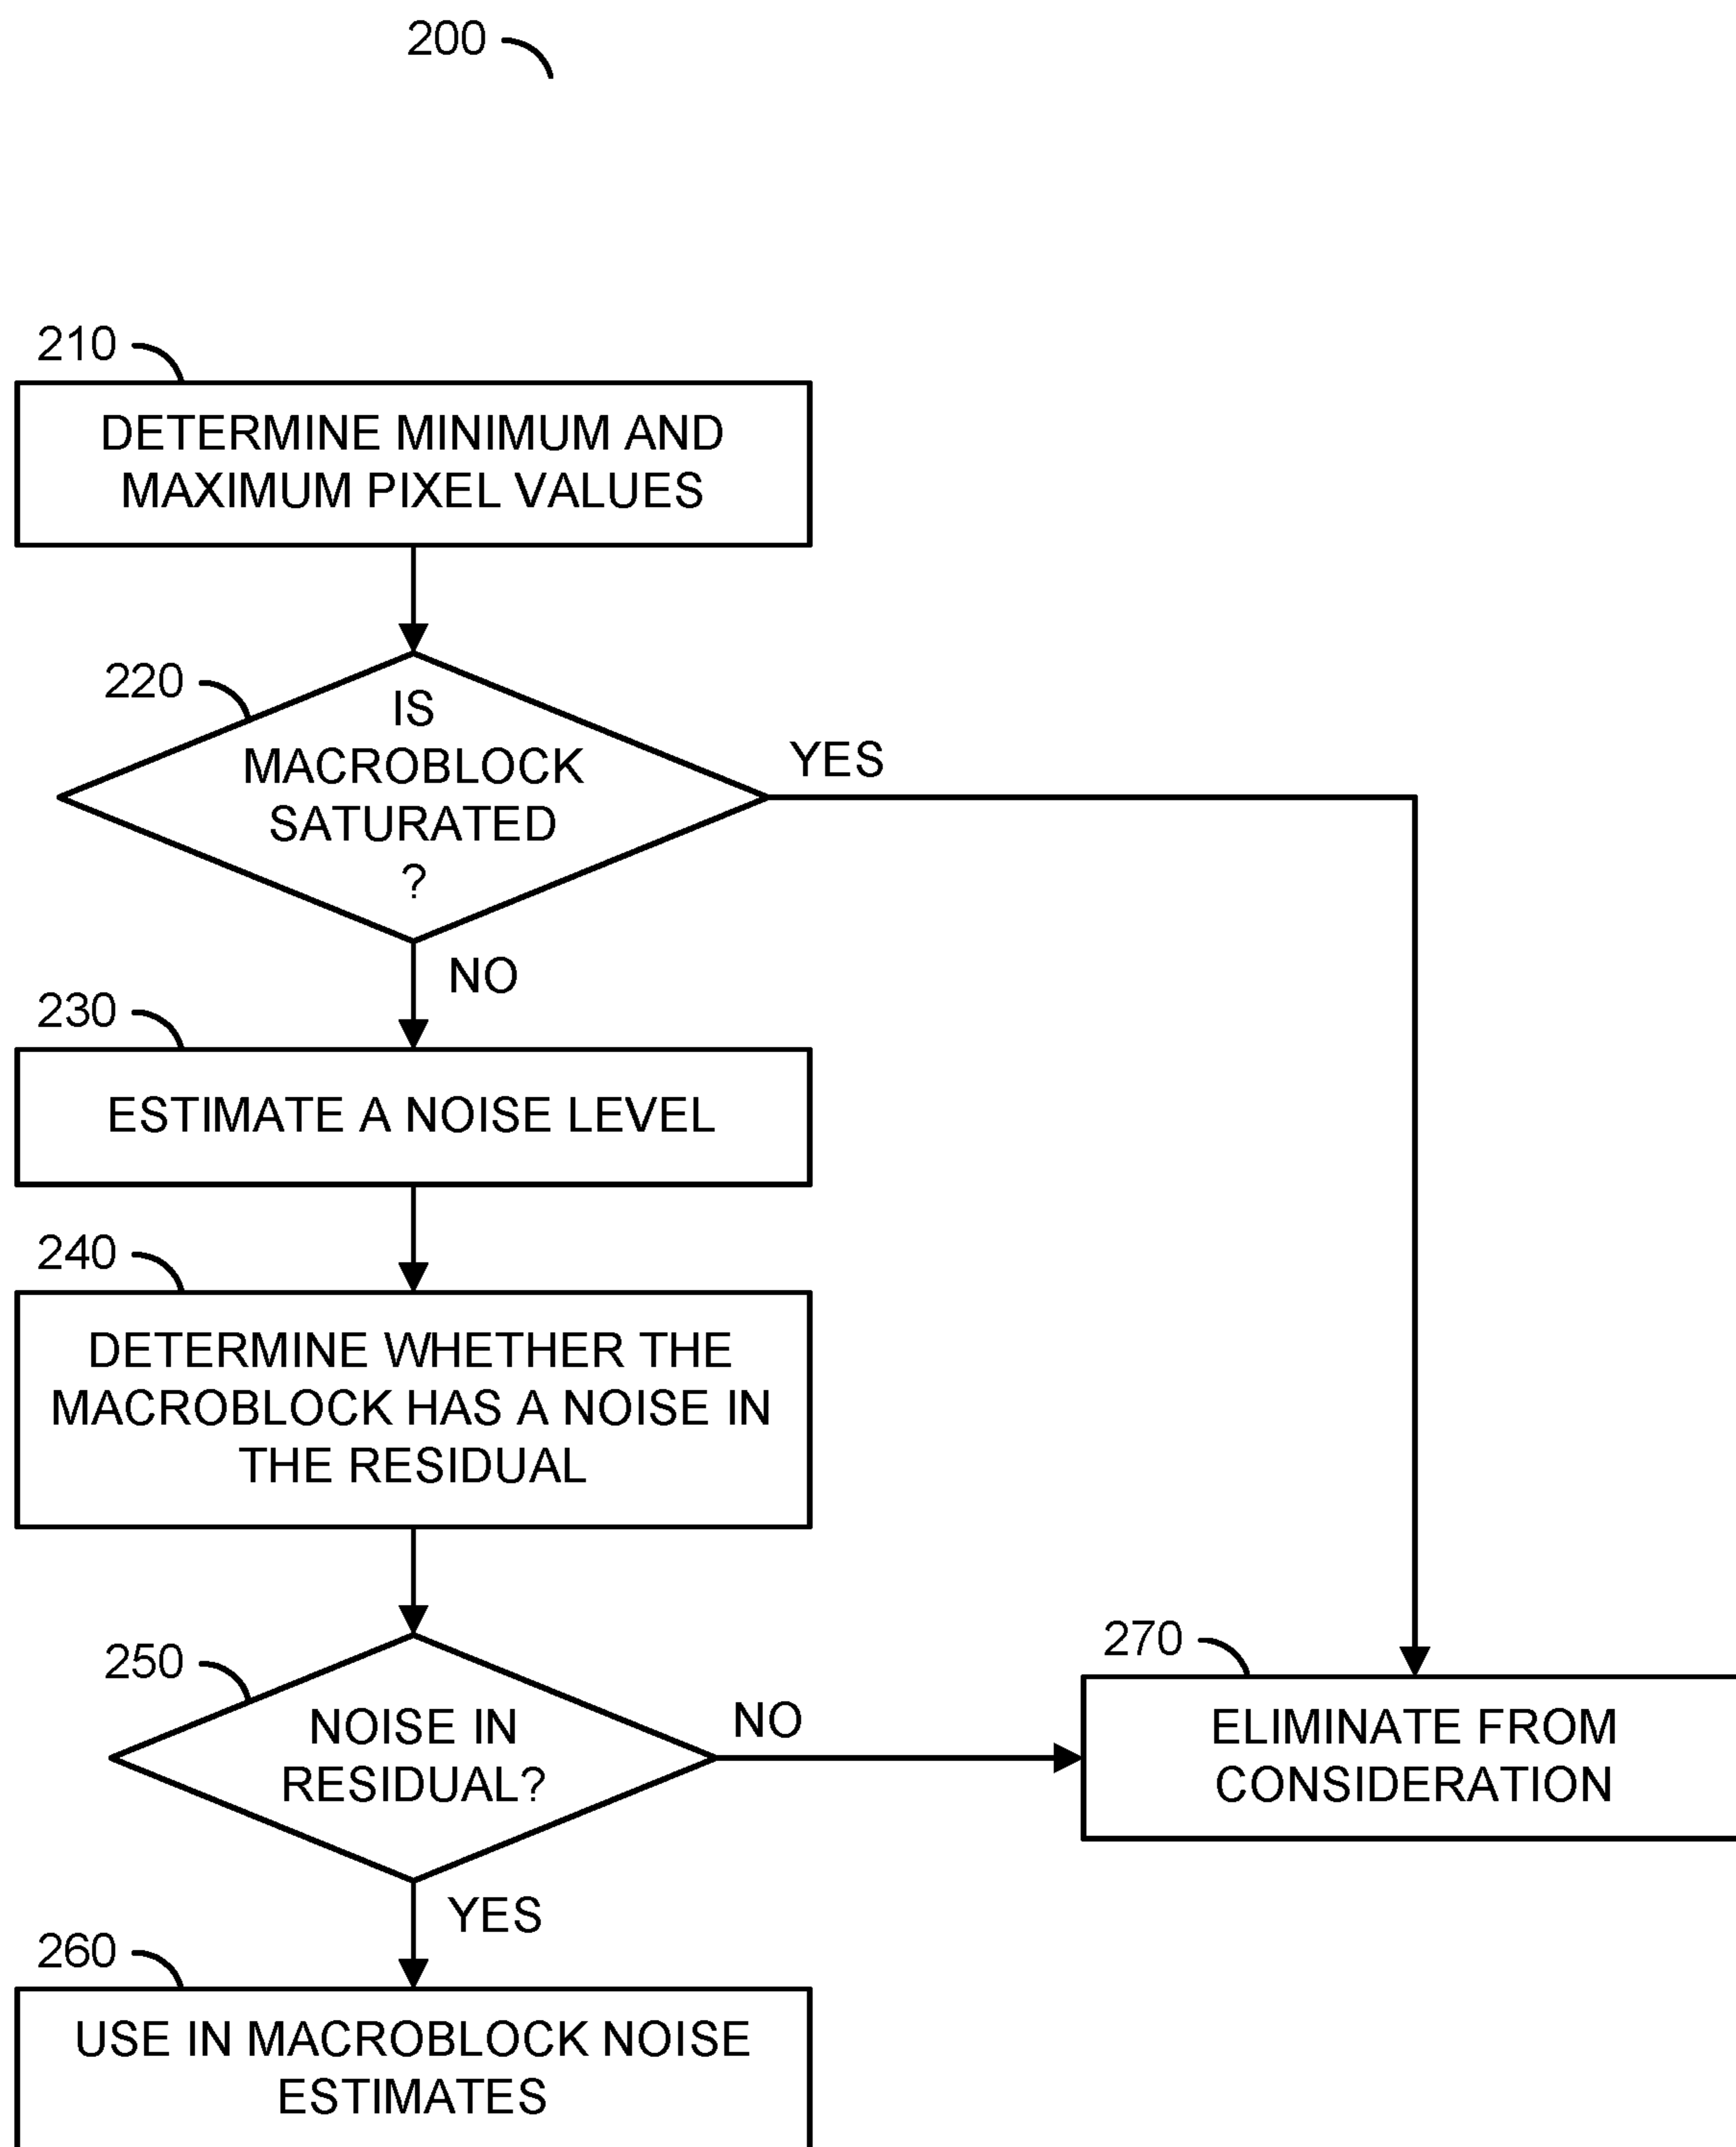 200
210
DETERMINE MINIMUM AND
MAXIMUM PIXEL VALUES
220
IS
MACROBLOCK
SATURATED
?
YES
NO
230
ESTIMATE A NOISE LEVEL
240
DETERMINE WHETHER THE
MACROBLOCK HAS A NOISE IN
THE RESIDUAL
250
NOISE IN
RESIDUAL?
NO
270
ELIMINATE FROM
CONSIDERATION
YES
260
USE IN MACROBLOCK NOISE
ESTIMATES